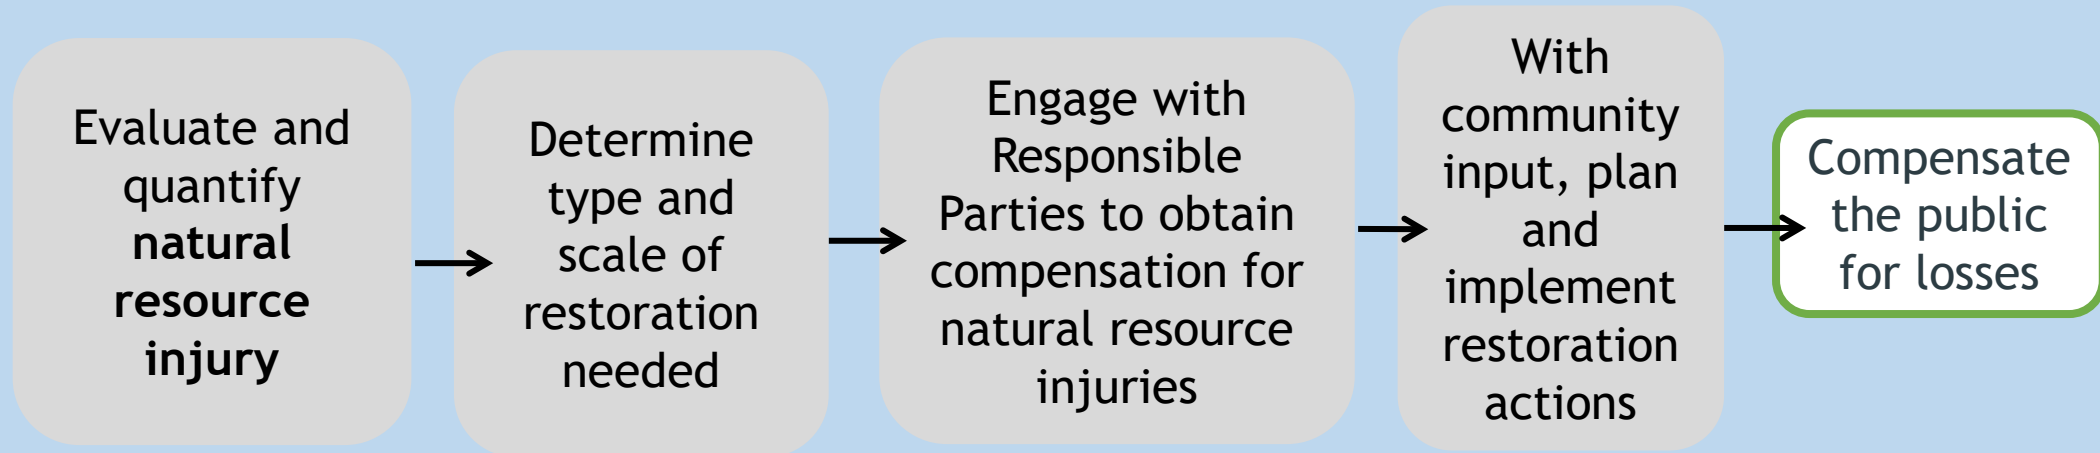 Evaluate and
quantify
natural
resource
injury
Determine
type and
scale of
restoration
needed
Engage with
Responsible
Parties to obtain
compensation for
natural resource
injuries
With
community
input, plan
and
implement
restoration
actions
Compensate
the public
for losses